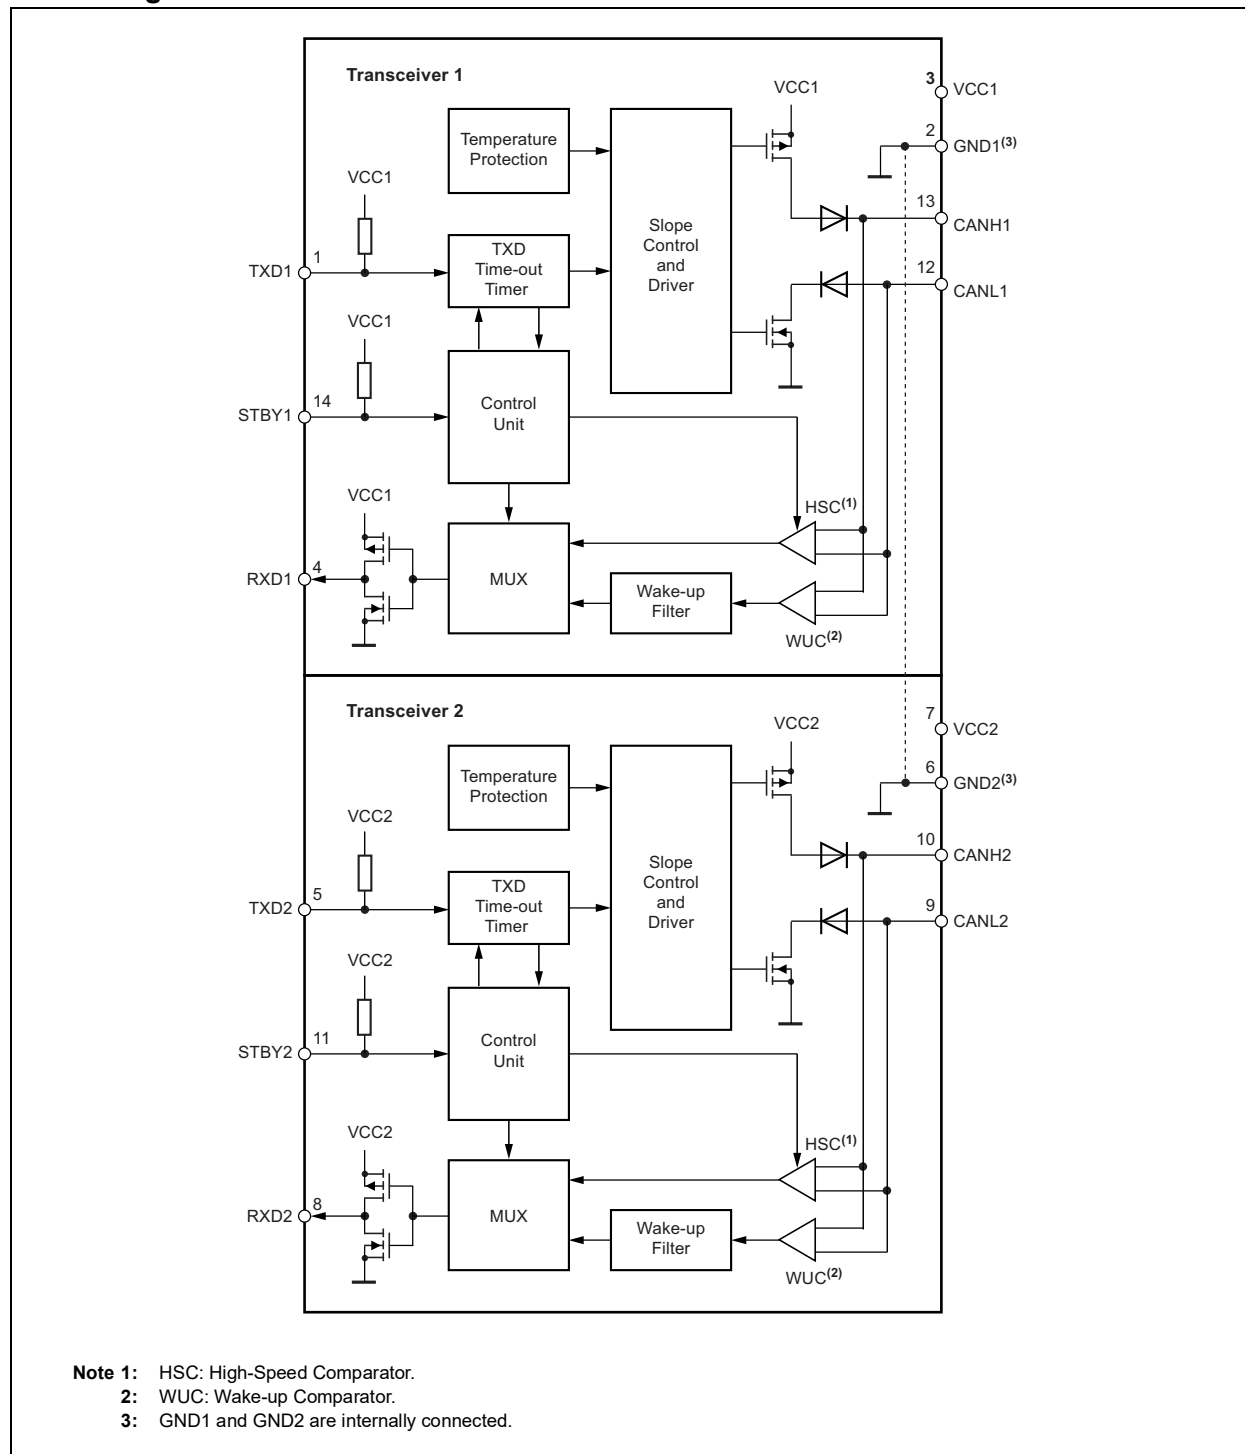 Transceiver 1
VCC1
3
VCC1
2
GND1(3)
Temperature
Protection
VCC1
13
CANH1
Slope
Control
and
Driver
TXD1
1
TXD
Time-out
Timer
12
CANL1
VCC1
STBY1
14
Control
Unit
VCC1
HSC(1)
RXD1
4
MUX
Wake-up
Filter
WUC(2)
Transceiver 2
VCC2
7
VCC2
6
GND2(3)
Temperature
Protection
VCC2
10
CANH2
Slope
Control
and
Driver
TXD2
5
TXD
Time-out
Timer
9
CANL2
VCC2
STBY2
11
Control
Unit
VCC2
HSC(1)
RXD2
8
MUX
Wake-up
Filter
WUC(2)
Note 1: HSC: High-Speed Comparator.
2: WUC: Wake-up Comparator.
3: GND1 and GND2 are internally connected.